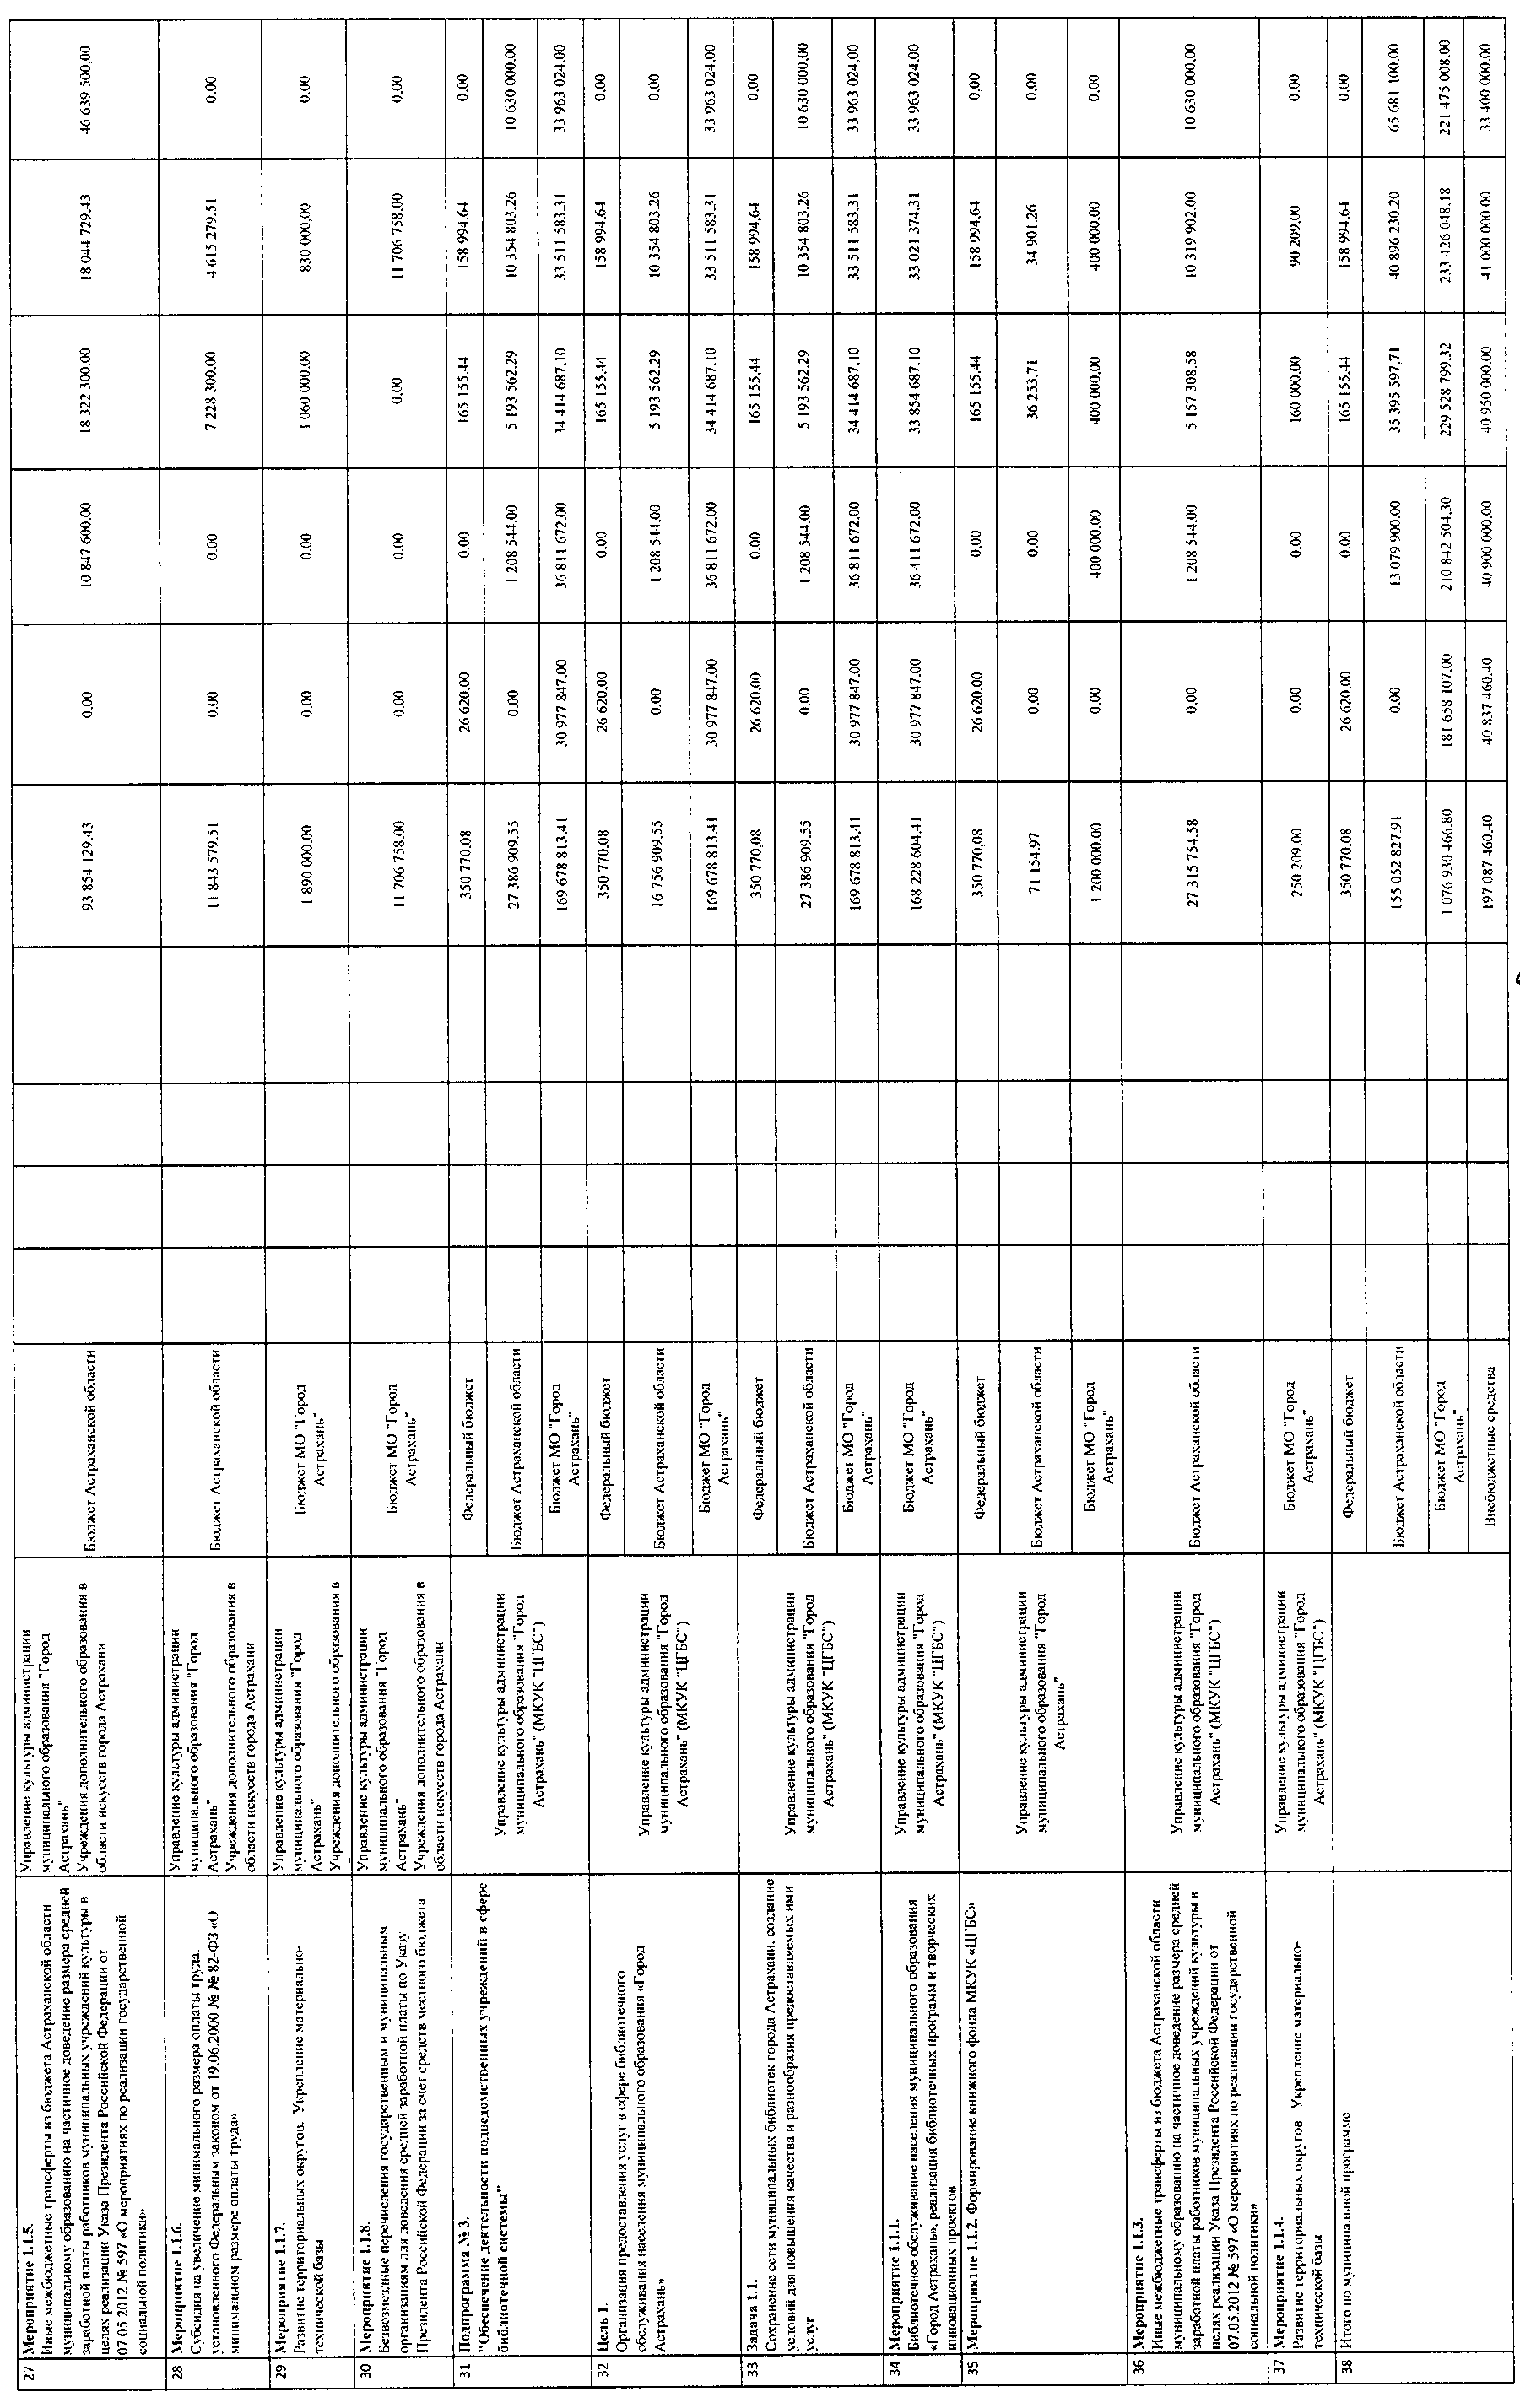 27
Мероприятие 1.1.5.
Иные межбюджетные трансферты из бюджета Астраханской области
муниципальному образованию на частичное доведение размера средней
заработной платы работников муниципальных учреждений культуры в
целях реализации Указа Президента Российской Федерации от
07.05.2012 № 597 «О мероприятиях по реализации государственной
социальной политики»
Управление культуры администрации
муниципального образования "Город
Астрахань"
Учреждения дополнительного образования в
области искусств города Астрахани
Бюджет Астраханской области
93 854 129.43
0.00
10 847 600.00
18 322 300.00
18 044 729.43
46 639 500.00
28
Мероприятие 1.1.6.
Субсидия на увеличение минимального размера оплаты труда,
установленного Федеральным законом от 19.06.2000 № № 82-ФЗ «О
минимальном размере оплаты труда»
Управление культуры администрации
муниципального образования "Город
Астрахань"
Учреждения дополнительного образования в
области искусств города Астрахани
Бюджет Астраханской области
11 843 579.51
0.00
0.00
7 228 300.00
4 615 279.51
0.00
29
Мероприятие 1.1.7.
Развитие территориальных округов. Укрепление материально-
технической базы
Управление культуры администрации
муниципального образования "Город
Астрахань"
Учреждения дополнительного образования в
Бюджет МО "Город
Астрахань"
1 890 000.00
0.00
0.00
1 060 000.00
830 000.00
0.00
30
Мероприятие 1.1.8.
Безвозмездные перечисления государственным и муниципальным
организациям для доведения средней заработной платы по Указу
Президента Российской Федерации за счет средств местного бюджета
Управление культуры администрации
муниципального образования "Город
Астрахань"
Учреждения дополнительного образования в
области искусств города Астрахани
Бюджет МО "Город
Астрахань"
11 706 758.00
0.00
0.00
0.00
11 706 758.00
0.00
31
Подпрограмма № 3.
"Обеспечение деятельности подведомственных учреждений в сфере
библиотечной системы"
Управление культуры администрации
муниципального образования "Город
Астрахань" (МКУК "ЦГБС")
Федеральный бюджет
350 770.08
26 620.00
0.00
165 155.44
158 994.64
0.00
Бюджет Астраханской области
27 386 909.55
0.00
1 208 544.00
5 193 562.29
10 354 803.26
10 630 000.00
Бюджет МО "Город
Астрахань"
169 678 813.41
30 977 847.00
36 811 672.00
34 414 687.10
33 511 583.31
33 963 024.00
32
Цель 1.
Организация предоставления услуг в сфере библиотечного
обслуживания населения муниципального образования «Город
Астрахань»
Управление культуры администрации
муниципального образования "Город
Астрахань" (МКУК "ЦГБС")
Федеральный бюджет
350 770.08
26 620.00
0.00
165 155.44
158 994.64
0.00
Бюджет Астраханской области
16 756 909.55
0.00
1 208 544.00
5 193 562.29
10 354 803.26
0.00
Бюджет МО "Город
Астрахань"
169 678 813.41
30 977 847.00
36 811 672.00
34 414 687.10
33 511 583.31
33 963 024.00
33
Задача 1.1.
Сохранение сети муниципальных библиотек города Астрахани, создание
условий для повышения качества и разнообразия предоставляемых ими
услуг
Управление культуры администрации
муниципального образования "Город
Астрахань" (МКУК "ЦГБС")
Федеральный бюджет
350 770.08
26 620.00
0.00
165 155.44
158 994.64
0.00
Бюджет Астраханской области
27 386 909.55
0.00
1 208 544.00
5 193 562.29
10 354 803.26
10 630 000.00
Бюджет МО "Город
Астрахань"
169 678 813.41
30 977 847.00
36 811 672.00
34 414 687.10
33 511 583.31
33 963 024.00
34
Мероприятие 1.1.1.
Библиотечное обслуживание населения муниципального образования
«Город Астрахань», реализация библиотечных программ и творческих
инновационных проектов
Управление культуры администрации
муниципального образования "Город
Астрахань" (МКУК "ЦГБС")
Бюджет МО "Город
Астрахань"
168 228 604.41
30 977 847.00
36 411 672.00
33 854 687.10
33 021 374.31
33 963 024.00
35
Мероприятие 1.1.2. Формирование книжного фонда МКУК «ЦГБС»
Управление культуры администрации
муниципального образования "Город
Астрахань"
Федеральный бюджет
350 770.08
26 620.00
0.00
165 155.44
158 994.64
0.00
Бюджет Астраханской области
71 154.97
0.00
0.00
36 253.71
34 901.26
0.00
Бюджет МО "Город
Астрахань"
1 200 000.00
0.00
400 000.00
400 000.00
400 000.00
0.00
36
Мероприятие 1.1.3.
Иные межбюджетные трансферты из бюджета Астраханской области
муниципальному образованию на частичное доведение размера средней
заработной платы работников муниципальных учреждений культуры в
целях реализации Указа Президента Российской Федерации от
07.05.2012 № 597 «О мероприятиях по реализации государственной
социальной политики»
Управление культуры администрации
муниципального образования "Город
Астрахань" (МКУК "ЦГБС")
Бюджет Астраханской области
27 315 754.58
0.00
1 208 544.00
5 157 308.58
10 319 902.00
10 630 000.00
37
Мероприятие 1.1.4.
Развитие территориальных округов. Укрепление материально-
технической базы
Управление культуры администрации
муниципального образования "Город
Астрахань" (МКУК "ЦГБС")
Бюджет МО "Город
Астрахань"
250 209.00
0.00
0.00
160 000.00
90 209.00
0.00
38
Итого по муниципальной программе
Федеральный бюджет
350 770.08
26 620.00
0.00
165 155.44
158 994.64
0.00
Бюджет Астраханской области
155 052 827.91
0.00
13 079 900.00
35 395 597.71
40 896 230.20
65 681 100.00
Бюджет МО "Город
Астрахань"
1 076 930 466.80
181 658 107.00
210 842 504.30
229 528 799.32
233 426 048.18
221 475 008.00
Внебюджетные средства
197 087 460.40
40 837 460.40
40 900 000.00
40 950 000.00
41 000 000.00
33 400 000.00